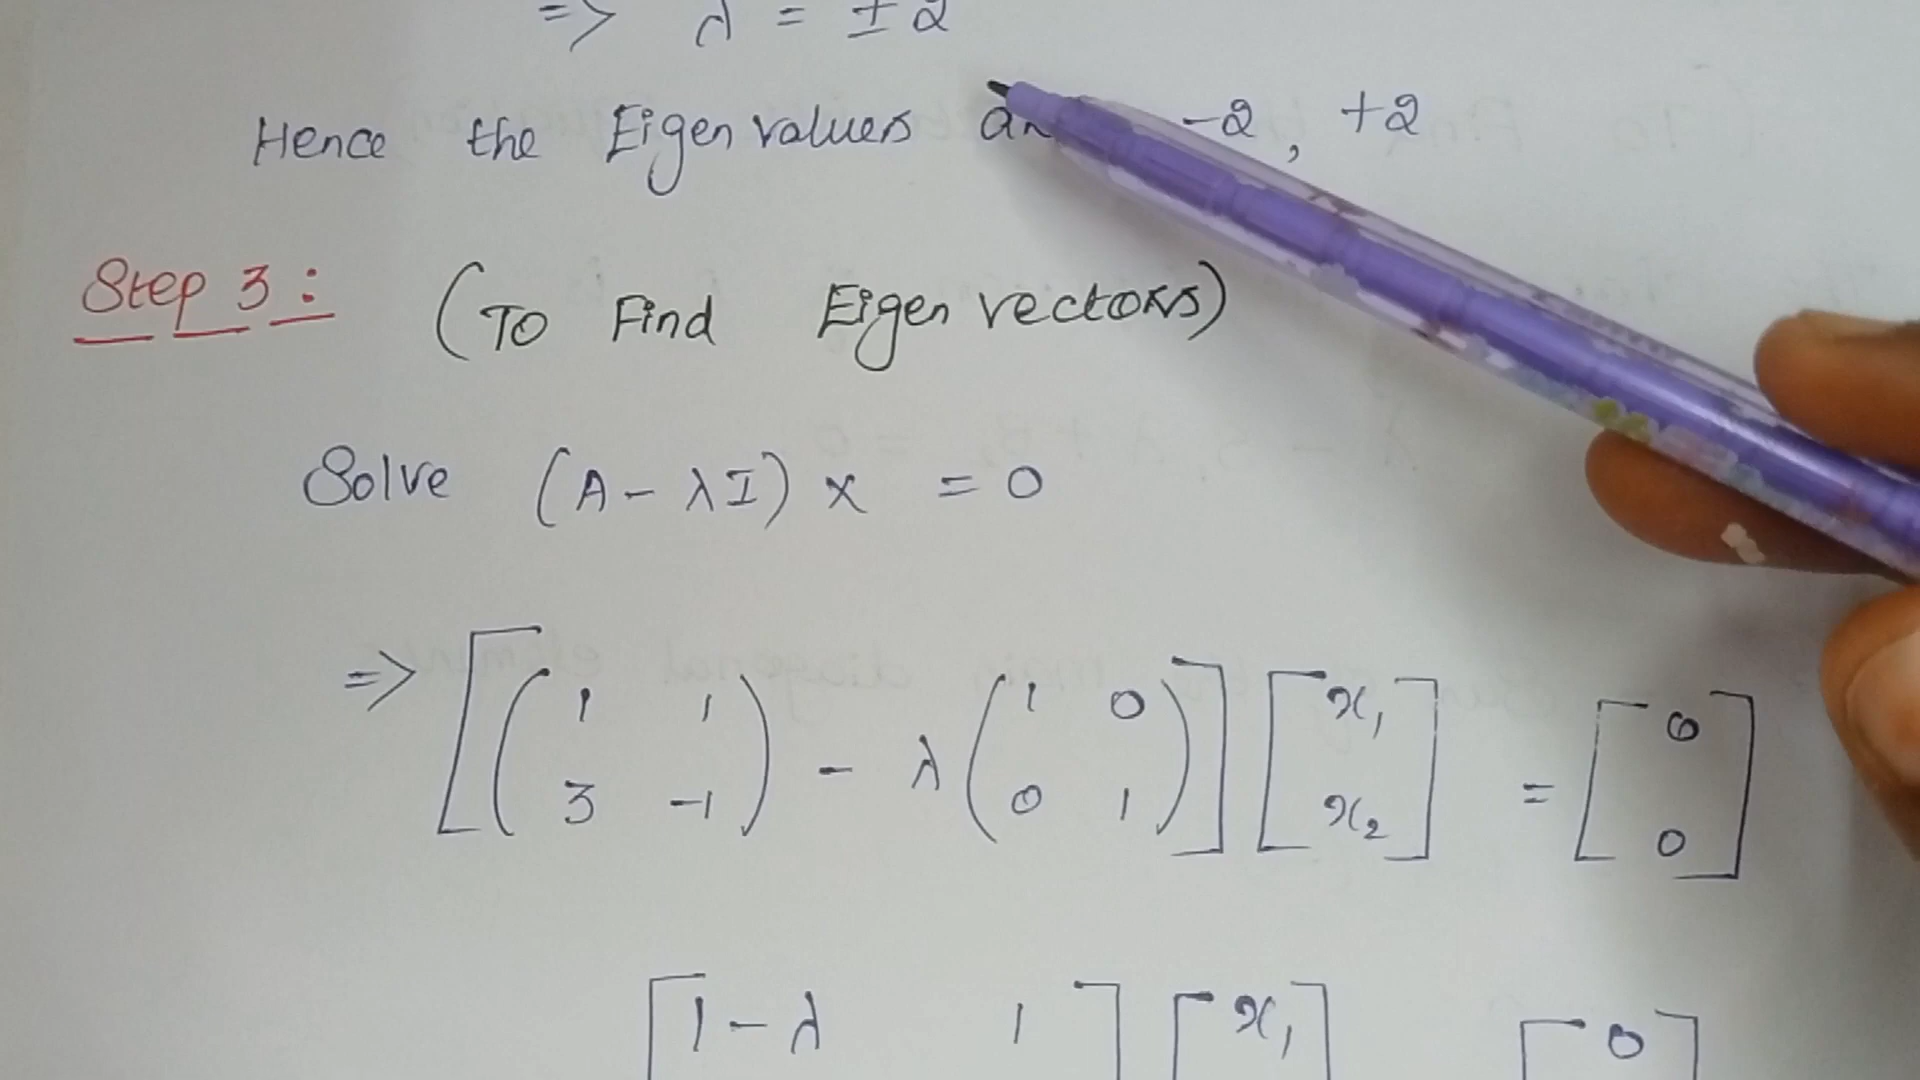 => λ = ±2
Hence the Eigen values -2, +2
Step 3: (To Find Eigen vectors)
Solve (A - λI) x = 0
=> [ ( 1 1 ) - λ ( 1 0 ) ] [ x₁ ] = [ 0 ]
3 -1 0 1 x₂ 0
[ 1-λ 1 ] [ x₁ ] [ 0